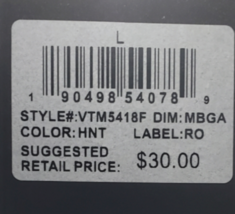 L
1 90498 54078 9
STYLE#:VTM5418F DIM:MBGA
COLOR:HNT LABEL:RO
SUGGESTED
RETAIL PRICE: $30.00